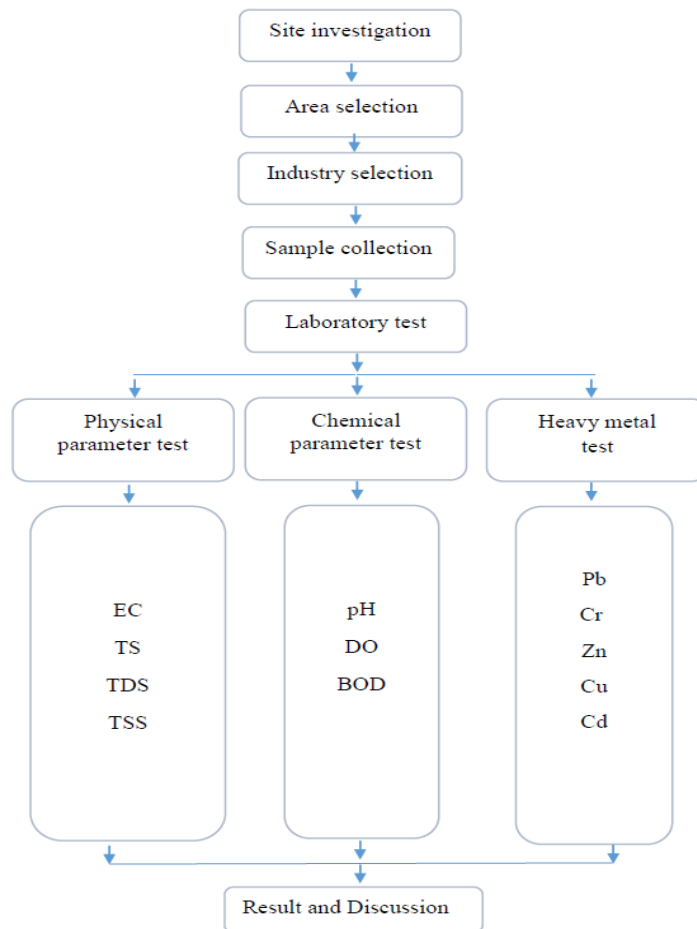 Site investigation
Area selection
Industry selection
Sample collection
Laboratory test
Physical
parameter test
Chemical
parameter test
Heavy metal
test
EC
TS
TDS
TSS
pH
DO
BOD
Pb
Cr
Zn
Cu
Cd
Result and Discussion